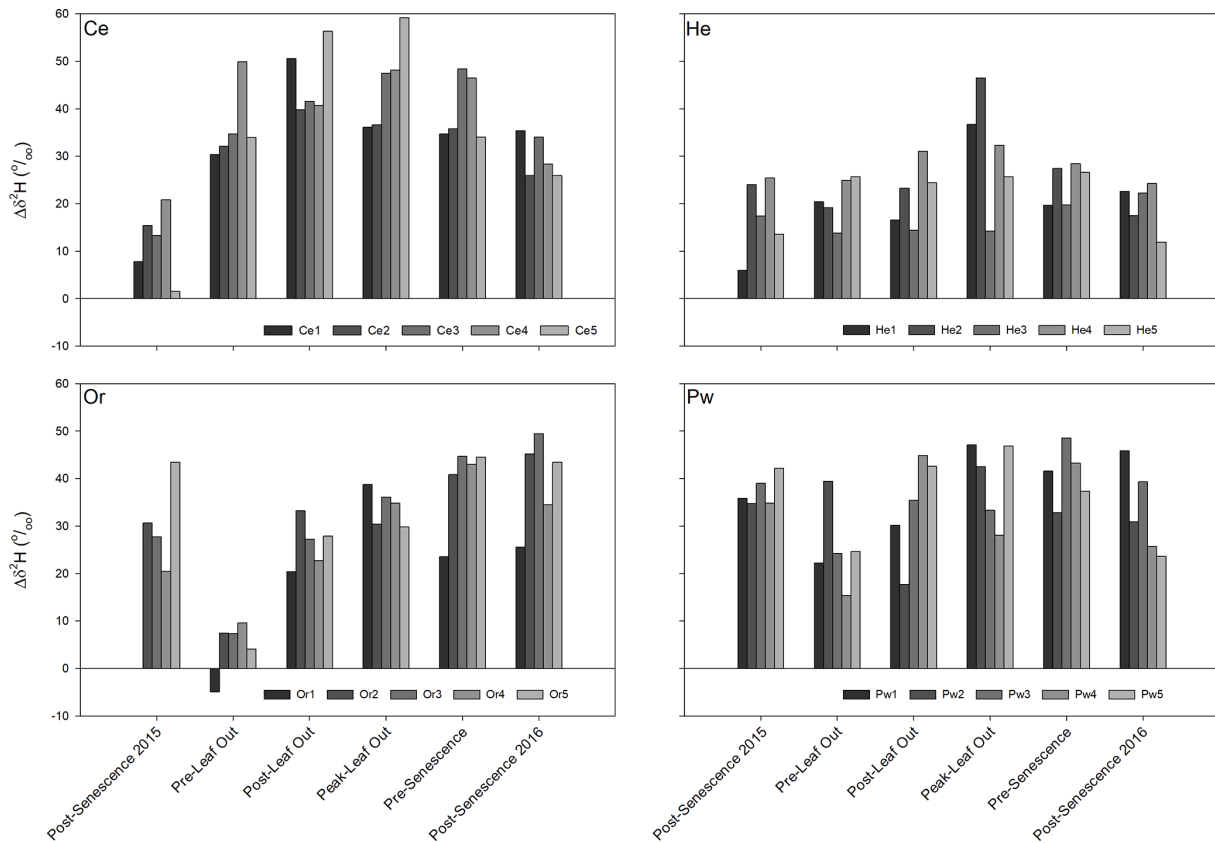 Ce
60
50
40
30
20
10
0
-10
Δδ²H (⁰/₀₀)
Ce1 Ce2 Ce3 Ce4 Ce5
He
He1 He2 He3 He4 He5
Or
60
50
40
30
20
10
0
-10
Δδ²H (⁰/₀₀)
Or1 Or2 Or3 Or4 Or5
Post-Senescence 2015
Pre-Leaf Out
Post-Leaf Out
Peak-Leaf Out
Pre-Senescence
Post-Senescence 2016
Pw
Pw1 Pw2 Pw3 Pw4 Pw5
Post-Senescence 2015
Pre-Leaf Out
Post-Leaf Out
Peak-Leaf Out
Pre-Senescence
Post-Senescence 2016